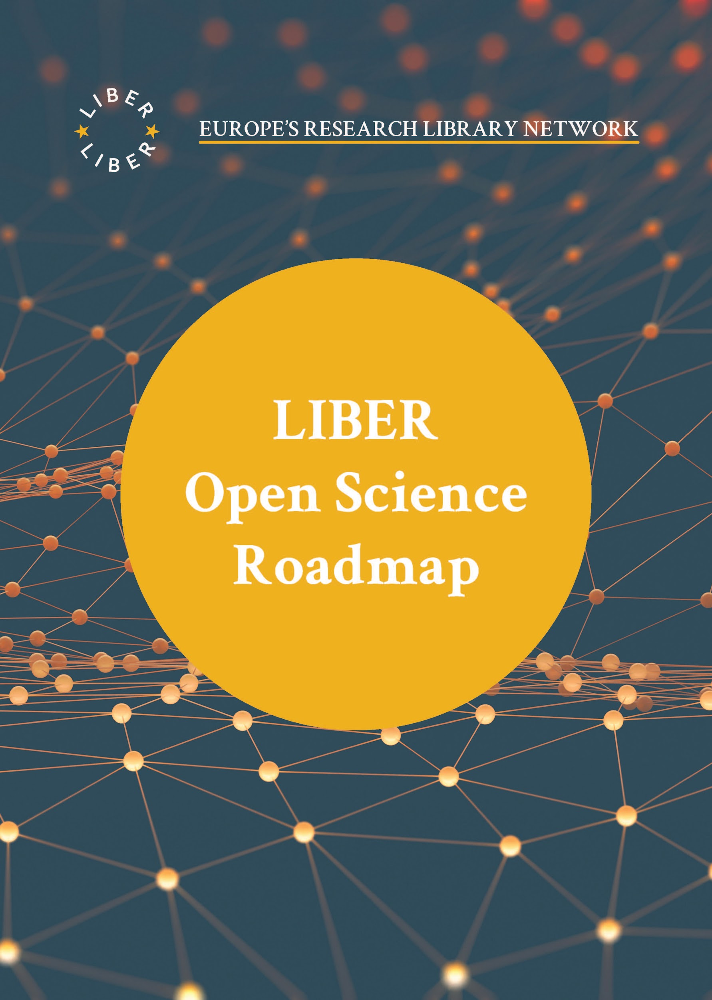 LIBER
LIBER
EUROPE’S RESEARCH LIBRARY NETWORK
LIBER
Open Science
Roadmap